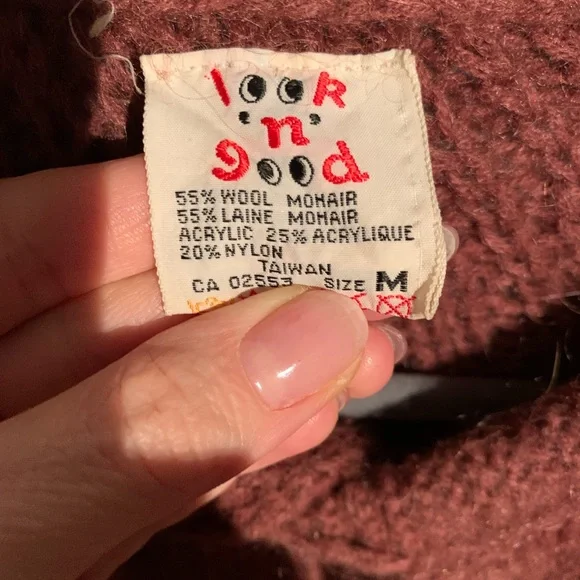 look
'n'
good
55% WOOL MOHAIR
55% LAINE MOHAIR
ACRYLIC 25% ACRYLIQUE
20% NYLON
TAIWAN
CA 02553 SIZE M